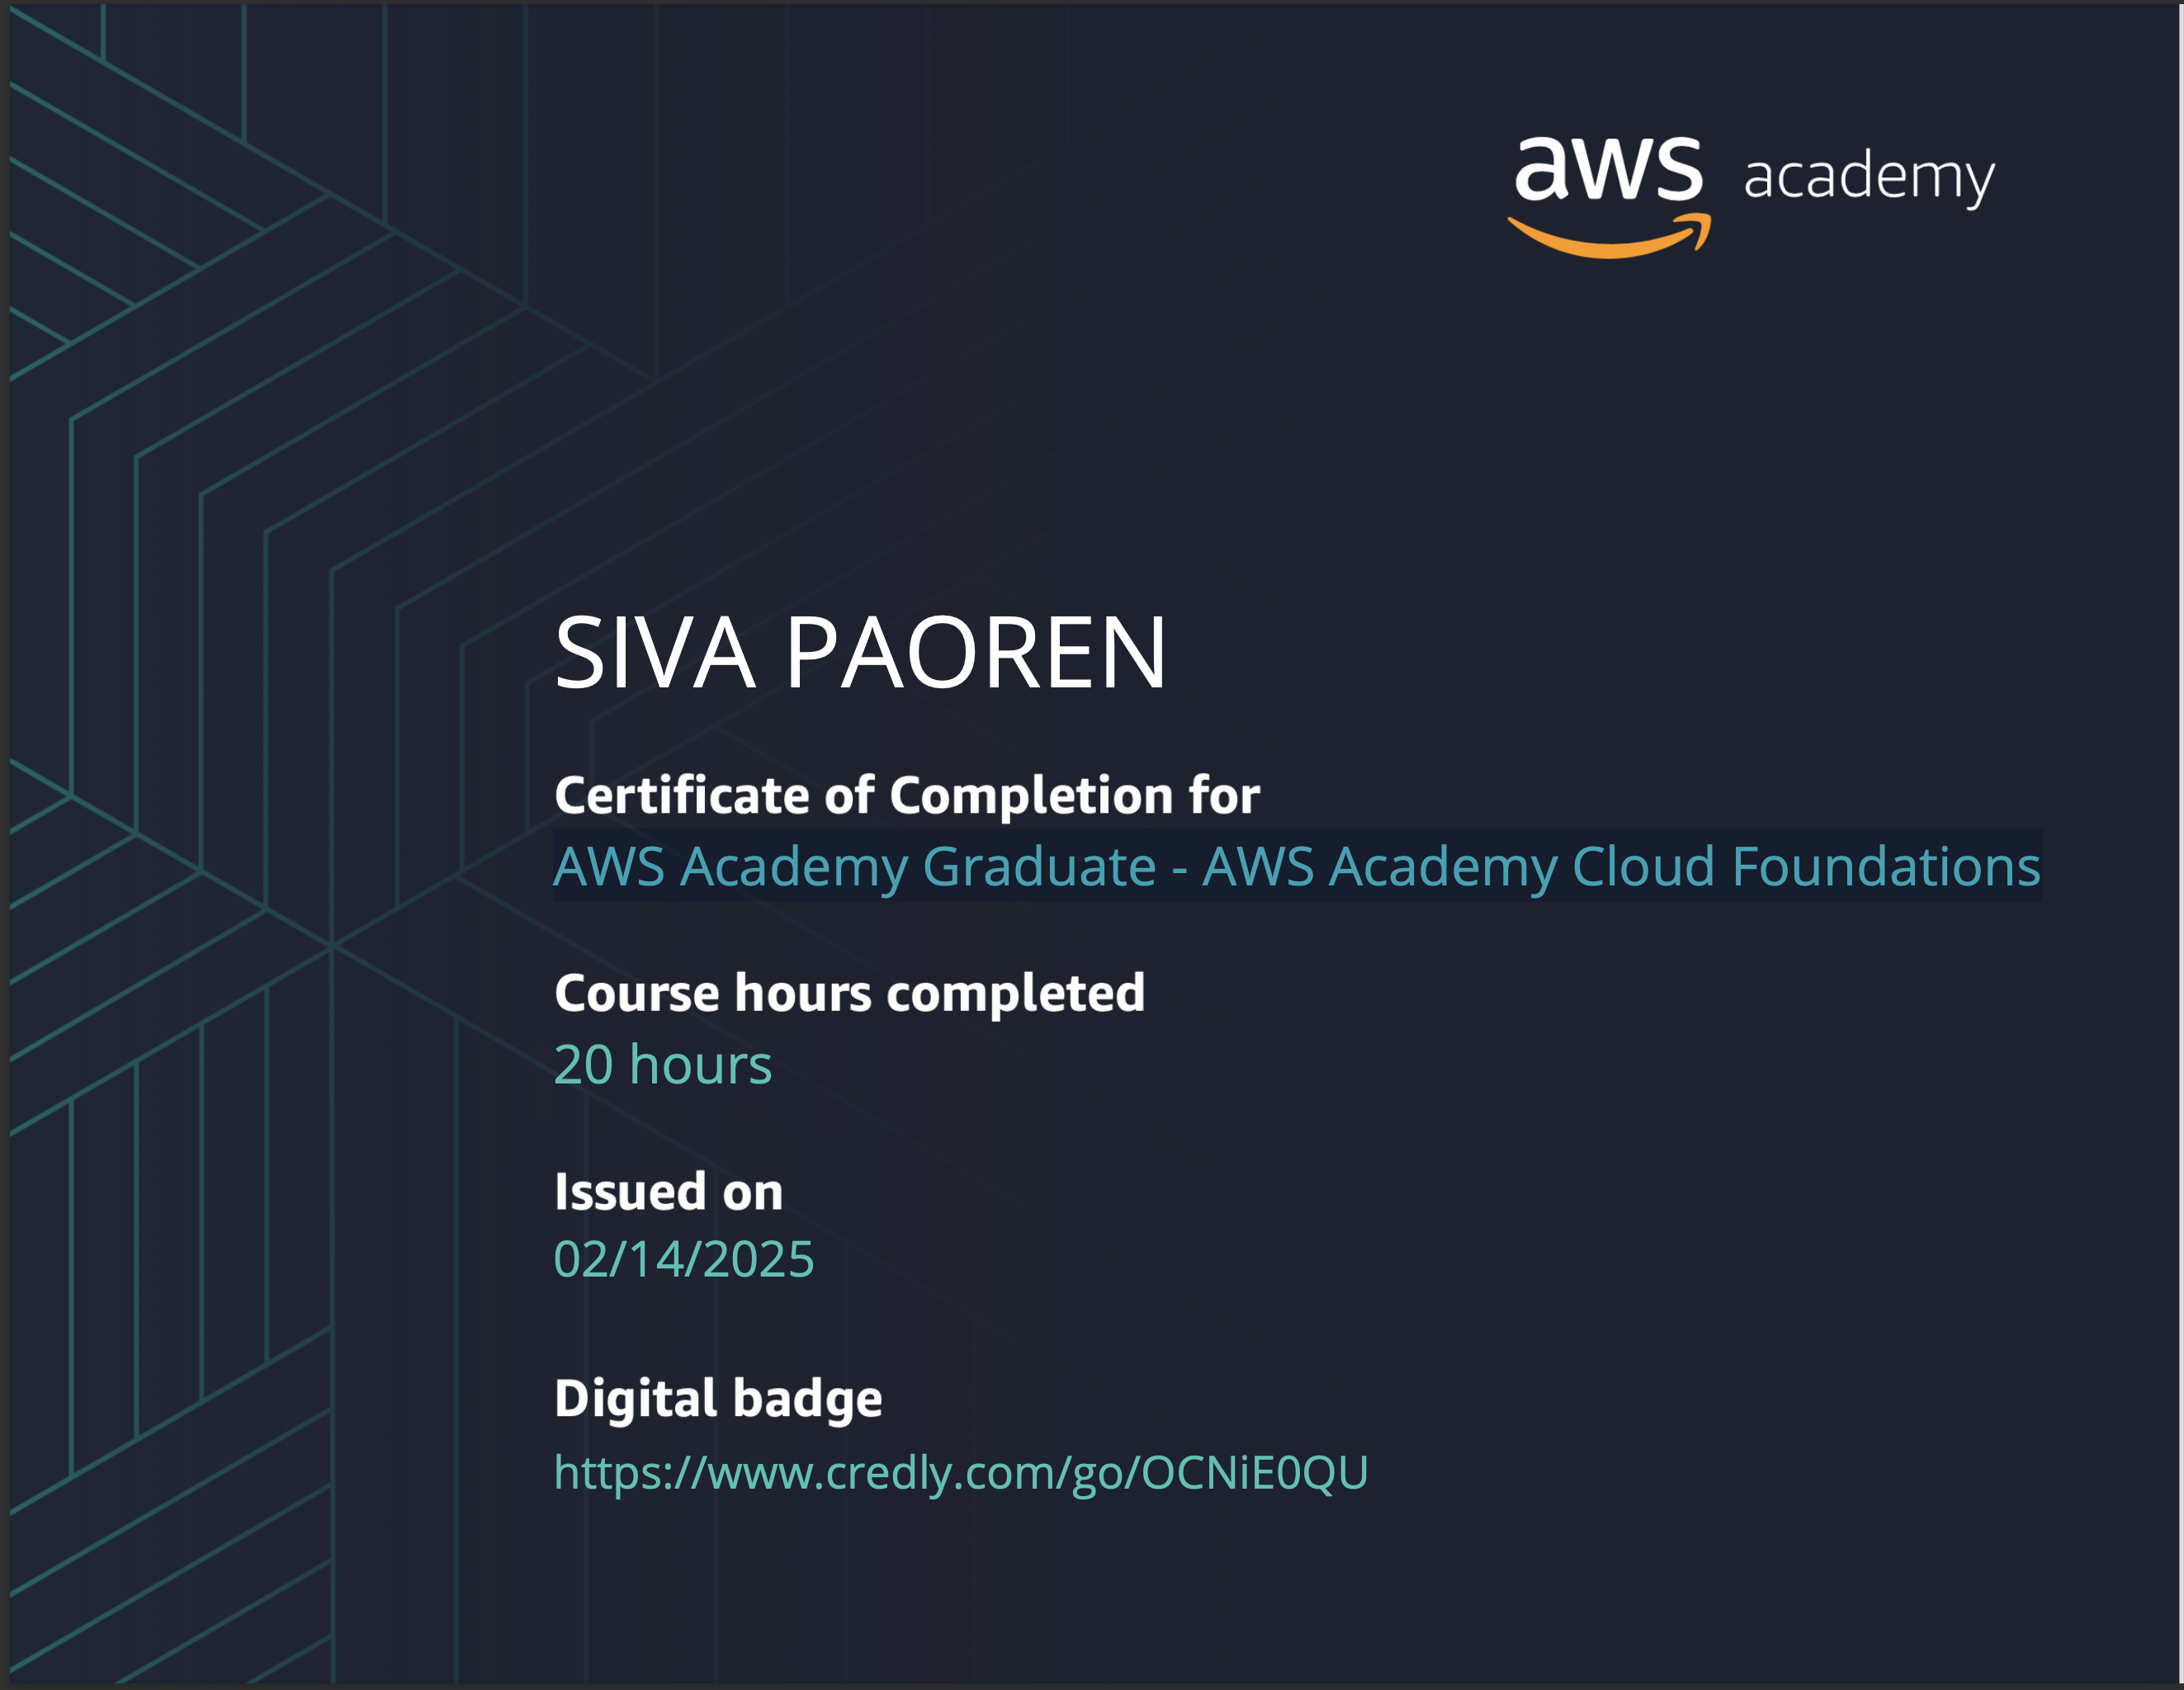 aws academy
SIVA PAOREN
Certificate of Completion for
AWS Academy Graduate - AWS Academy Cloud Foundations
Course hours completed
20 hours
Issued on
02/14/2025
Digital badge
https://www.credly.com/go/OCNiE0QU